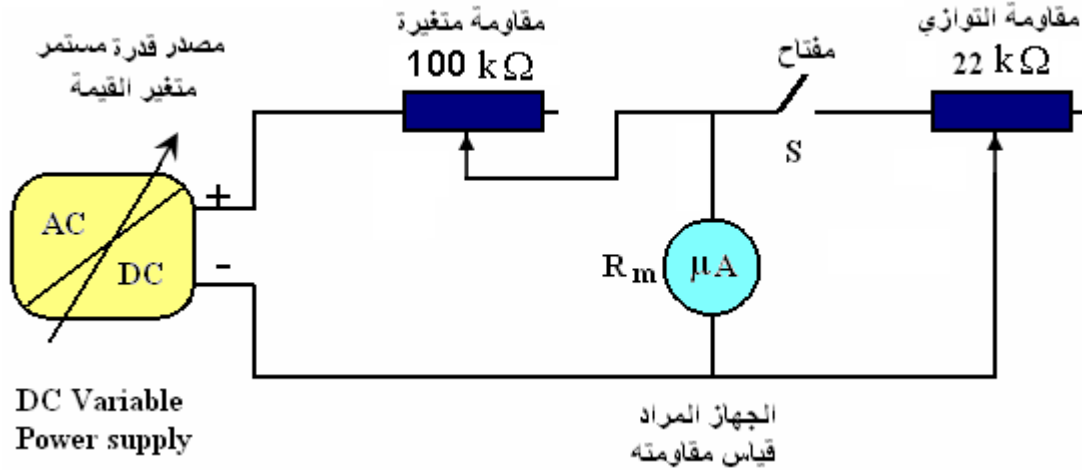 مصدر قدرة مستمر
متغير القيمة
مقاومة متغيرة
100 kΩ
مفتاح
S
مقاومة التوازي
22 kΩ
+
-
AC
DC
R m
μA
DC Variable
Power supply
الجهاز المراد
قياس مقاومته